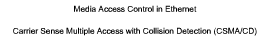 Media Access Control in Ethernet
Carrier Sense Multiple Access with Collision Detection (CSMA/CD)